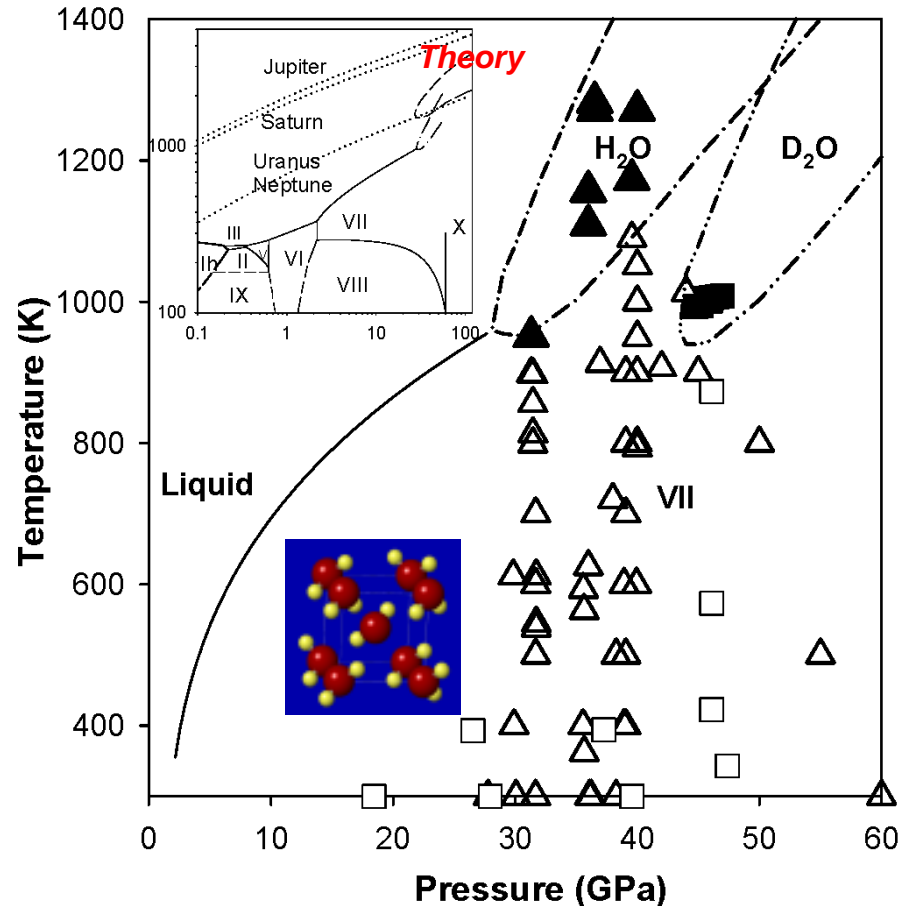 1400
1200
1000
800
600
400
0
10
20
30
40
50
60
Temperature (K)
Pressure (GPa)
Theory
Jupiter
Saturn
Uranus
Neptune
1000
100
0.1
1
10
100
III
Ih
II
V
IX
VI
VII
VIII
X
H₂O
D₂O
Liquid
VII